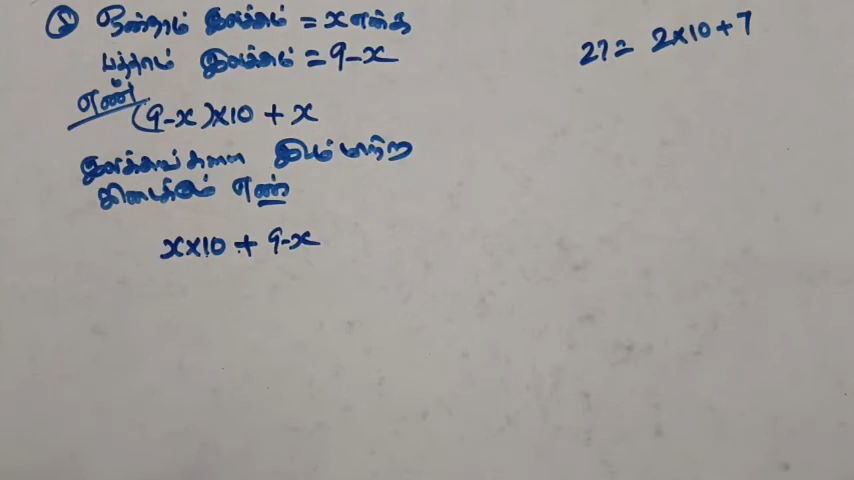 ⑧ ஒன்றாம் இலக்கம் = x என்க
பத்தாம் இலக்கம் = 9-x
27 = 2×10+7
எண்
(9-x)×10 + x
இலக்கங்களை இடம் மாற்ற
கிடைக்கும் எண்
x×10 + 9-x